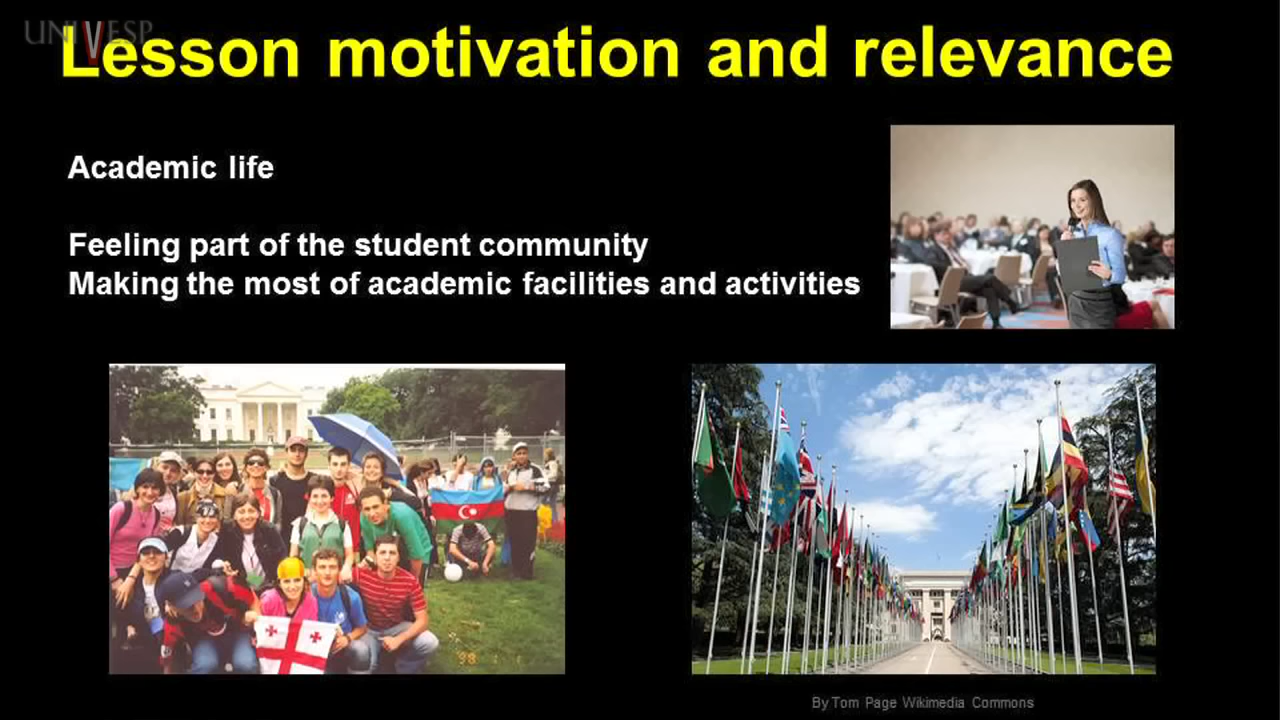 UNIVESP
Lesson motivation and relevance
Academic life
Feeling part of the student community
Making the most of academic facilities and activities
By Tom Page Wikimedia Commons